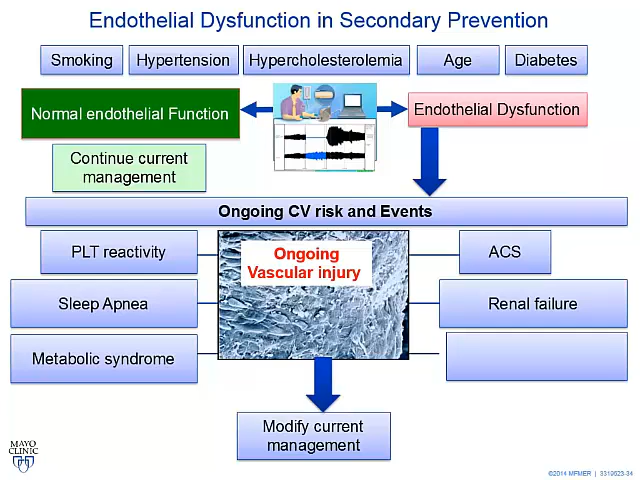 Endothelial Dysfunction in Secondary Prevention
Smoking
Hypertension
Hypercholesterolemia
Age
Diabetes
Normal endothelial Function
Endothelial Dysfunction
Continue current
management
Ongoing CV risk and Events
PLT reactivity
Ongoing
Vascular injury
ACS
Sleep Apnea
Renal failure
Metabolic syndrome
Modify current
management
MAYO
CLINIC
©2014 MFMER | 3319523-34